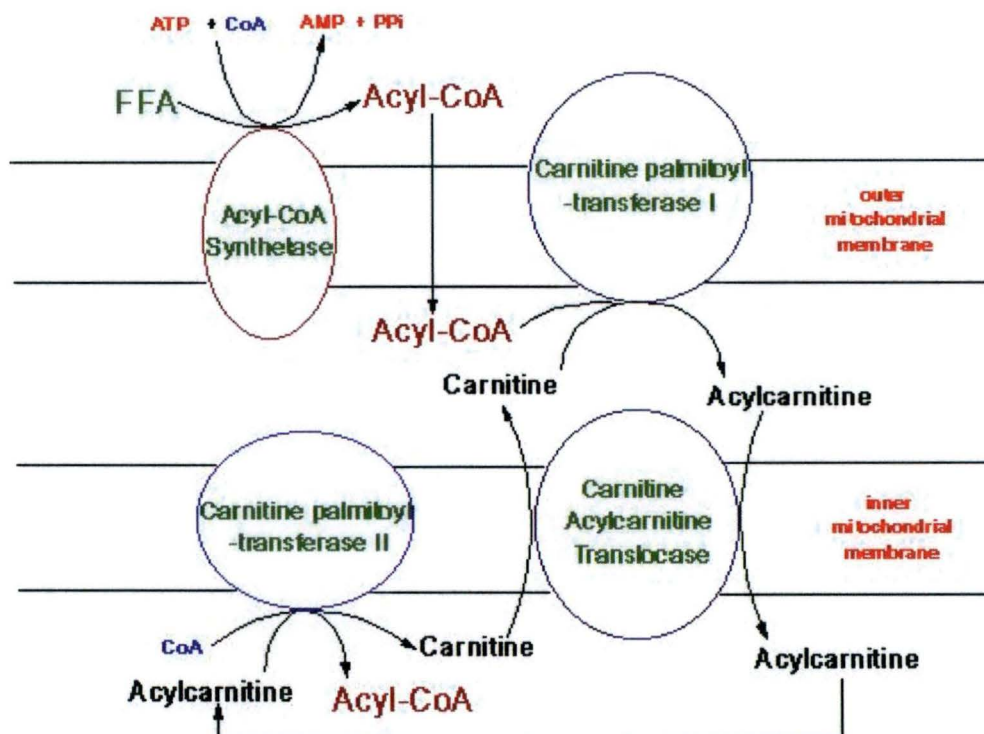 ATP + CoA
AMP + PPi
FFA
Acyl-CoA
Carnitine palmitoyl
-transferase I
outer
mitochondrial
membrane
Acyl-CoA
Synthelase
Acyl-CoA
Carnitine
Acylcarnitine
Carnitine palmitoyl
-transferase II
Carnitine
Acylcarnitine
Translocase
inner
mitochondrial
membrane
CoA
Carnitine
Acylcarnitine
Acylcarnitine
Acyl-CoA